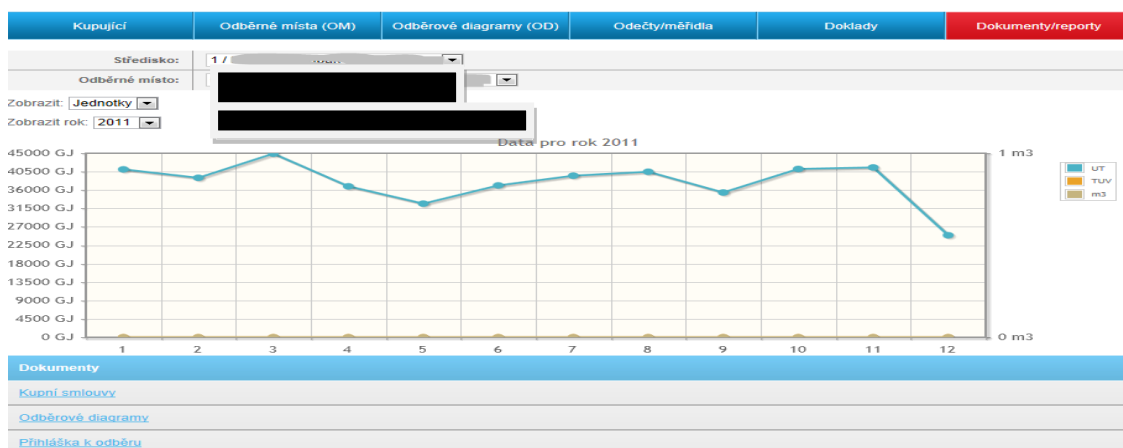 Kupující Odběrné místa (OM) Odběrové diagramy (OD) Odečty/měřidla Doklady Dokumenty/reporty
Středisko: 1 /
Odběrné místo:
Zobrazit: Jednotky
Zobrazit rok: 2011
Data pro rok 2011
45000 GJ
40500 GJ
36000 GJ
31500 GJ
27000 GJ
22500 GJ
18000 GJ
13500 GJ
9000 GJ
4500 GJ
0 GJ
1 m3
0 m3
UT
TUV
m3
1 2 3 4 5 6 7 8 9 10 11 12
Dokumenty
Kupní smlouvy
Odběrové diagramy
Přihláška k odběru